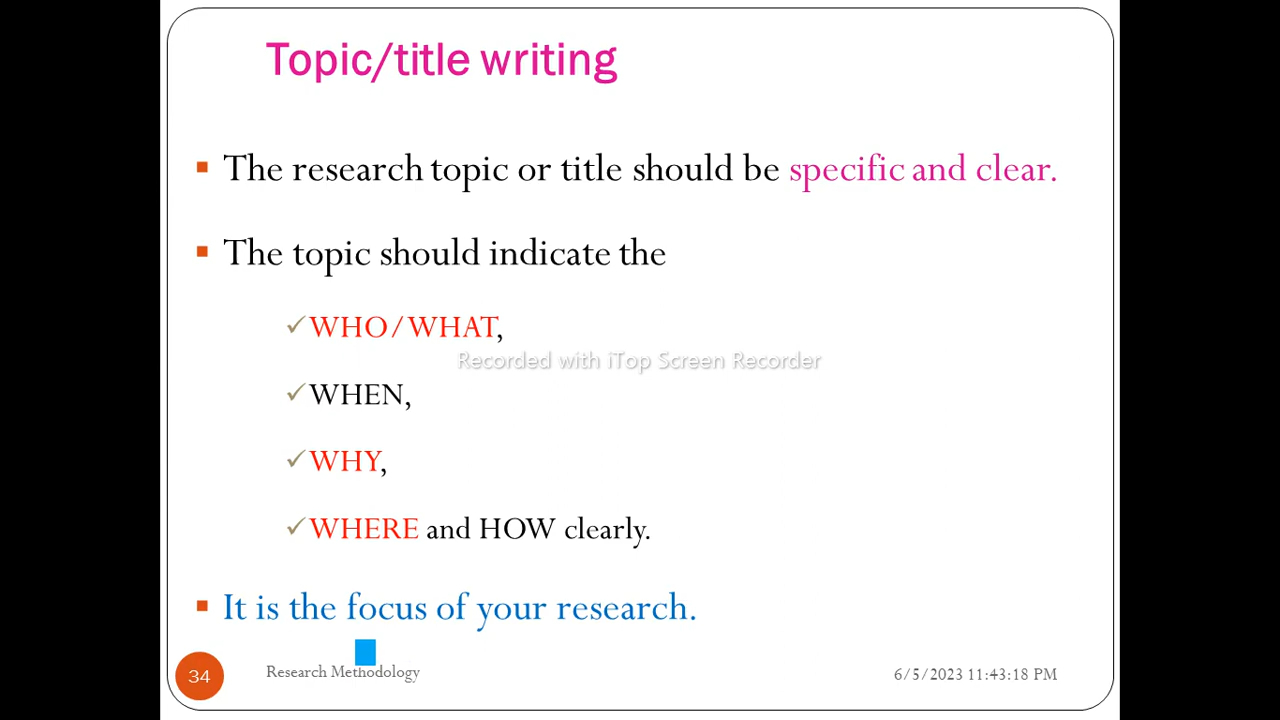 Topic/title writing
The research topic or title should be specific and clear.
The topic should indicate the
WHO/WHAT,
Recorded with iTop Screen Recorder
WHEN,
WHY,
WHERE and HOW clearly.
It is the focus of your research.
34 Research Methodology 6/5/2023 11:43:18 PM